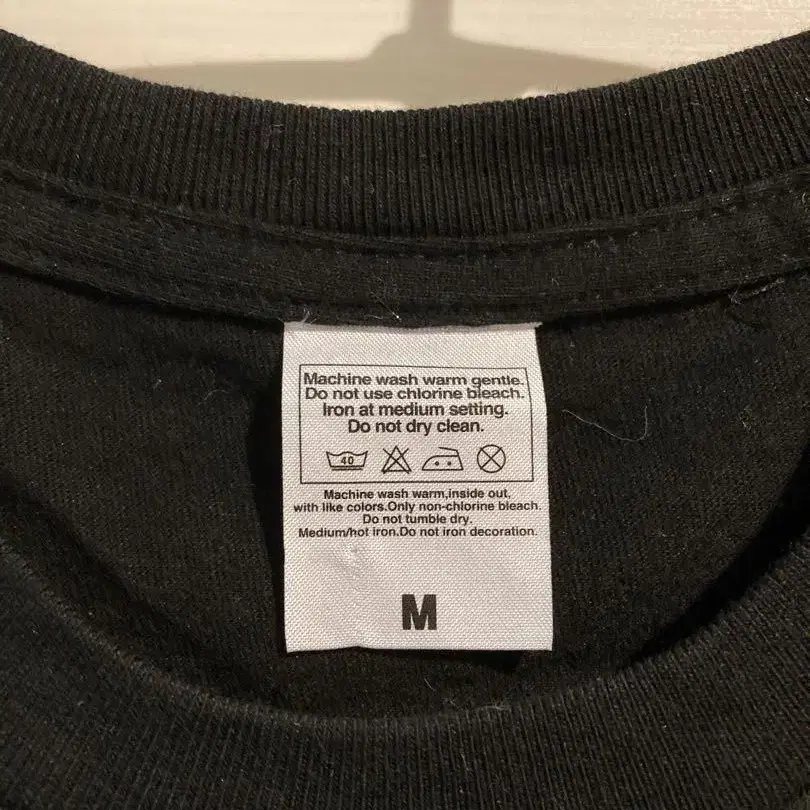 Machine wash warm gentle.
Do not use chlorine bleach.
Iron at medium setting.
Do not dry clean.
40
Machine wash warm,inside out,
with like colors.Only non-chlorine bleach.
Do not tumble dry.
Medium/hot iron.Do not iron decoration.
M